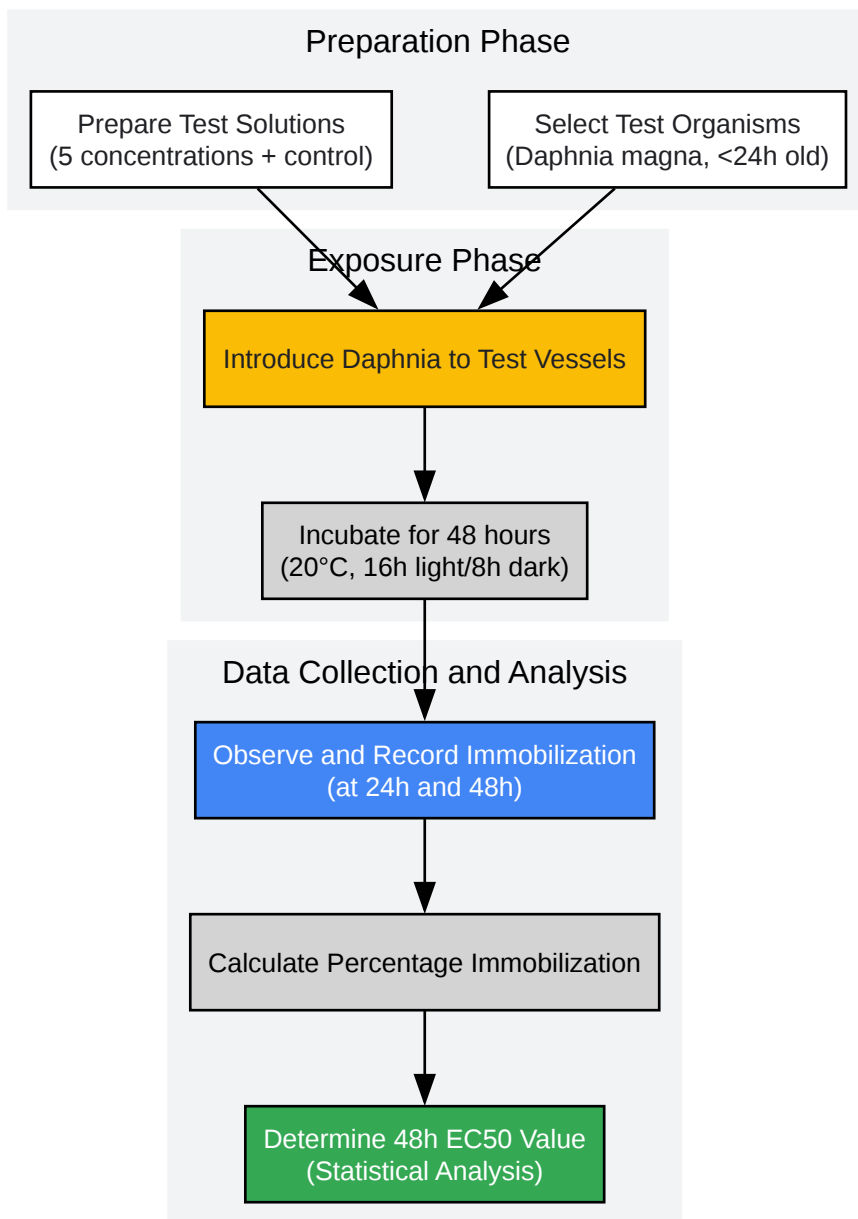 Preparation Phase
Prepare Test Solutions
(5 concentrations + control)
Select Test Organisms
(Daphnia magna, <24h old)
Exposure Phase
Introduce Daphnia to Test Vessels
Incubate for 48 hours
(20°C, 16h light/8h dark)
Data Collection and Analysis
Observe and Record Immobilization
(at 24h and 48h)
Calculate Percentage Immobilization
Determine 48h EC50 Value
(Statistical Analysis)